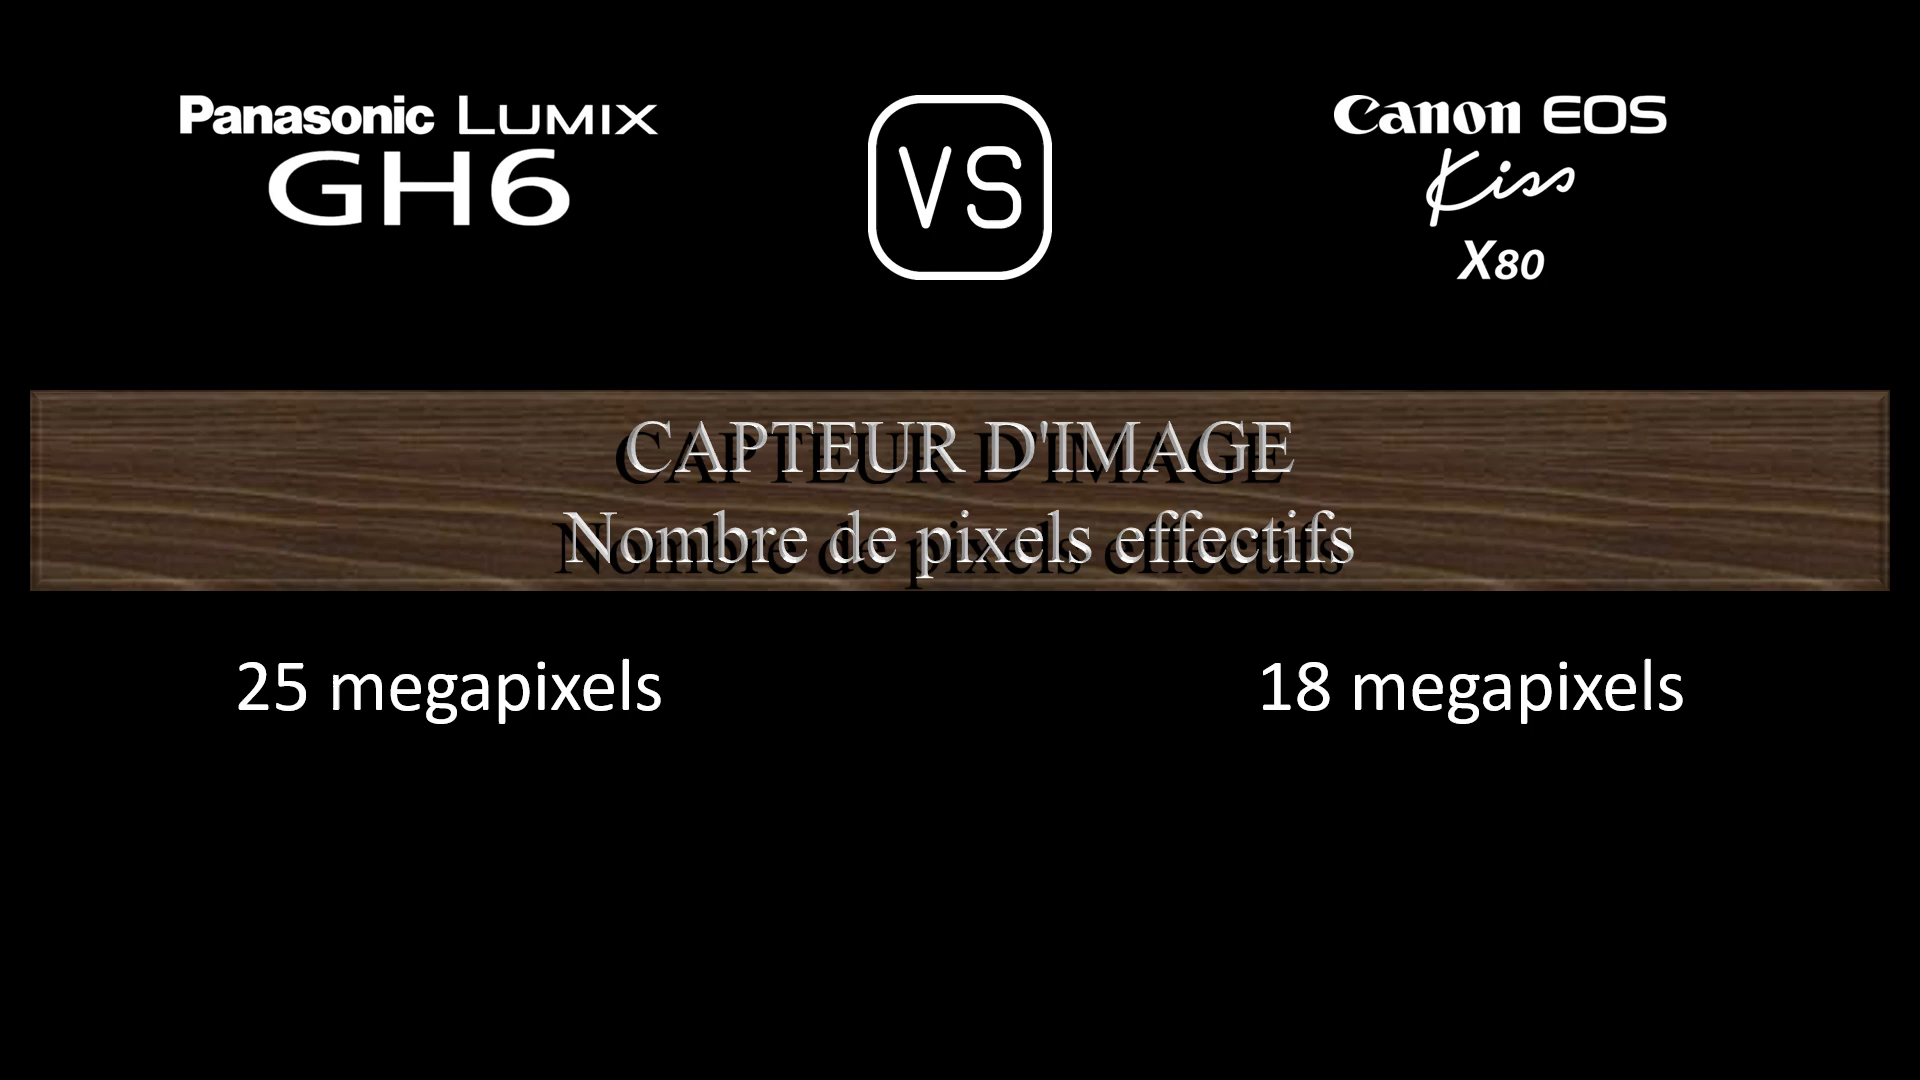 Panasonic LUMIX
GH6
VS
Canon EOS
Kiss
X80
CAPTEUR D'IMAGE
Nombre de pixels effectifs
25 megapixels
18 megapixels